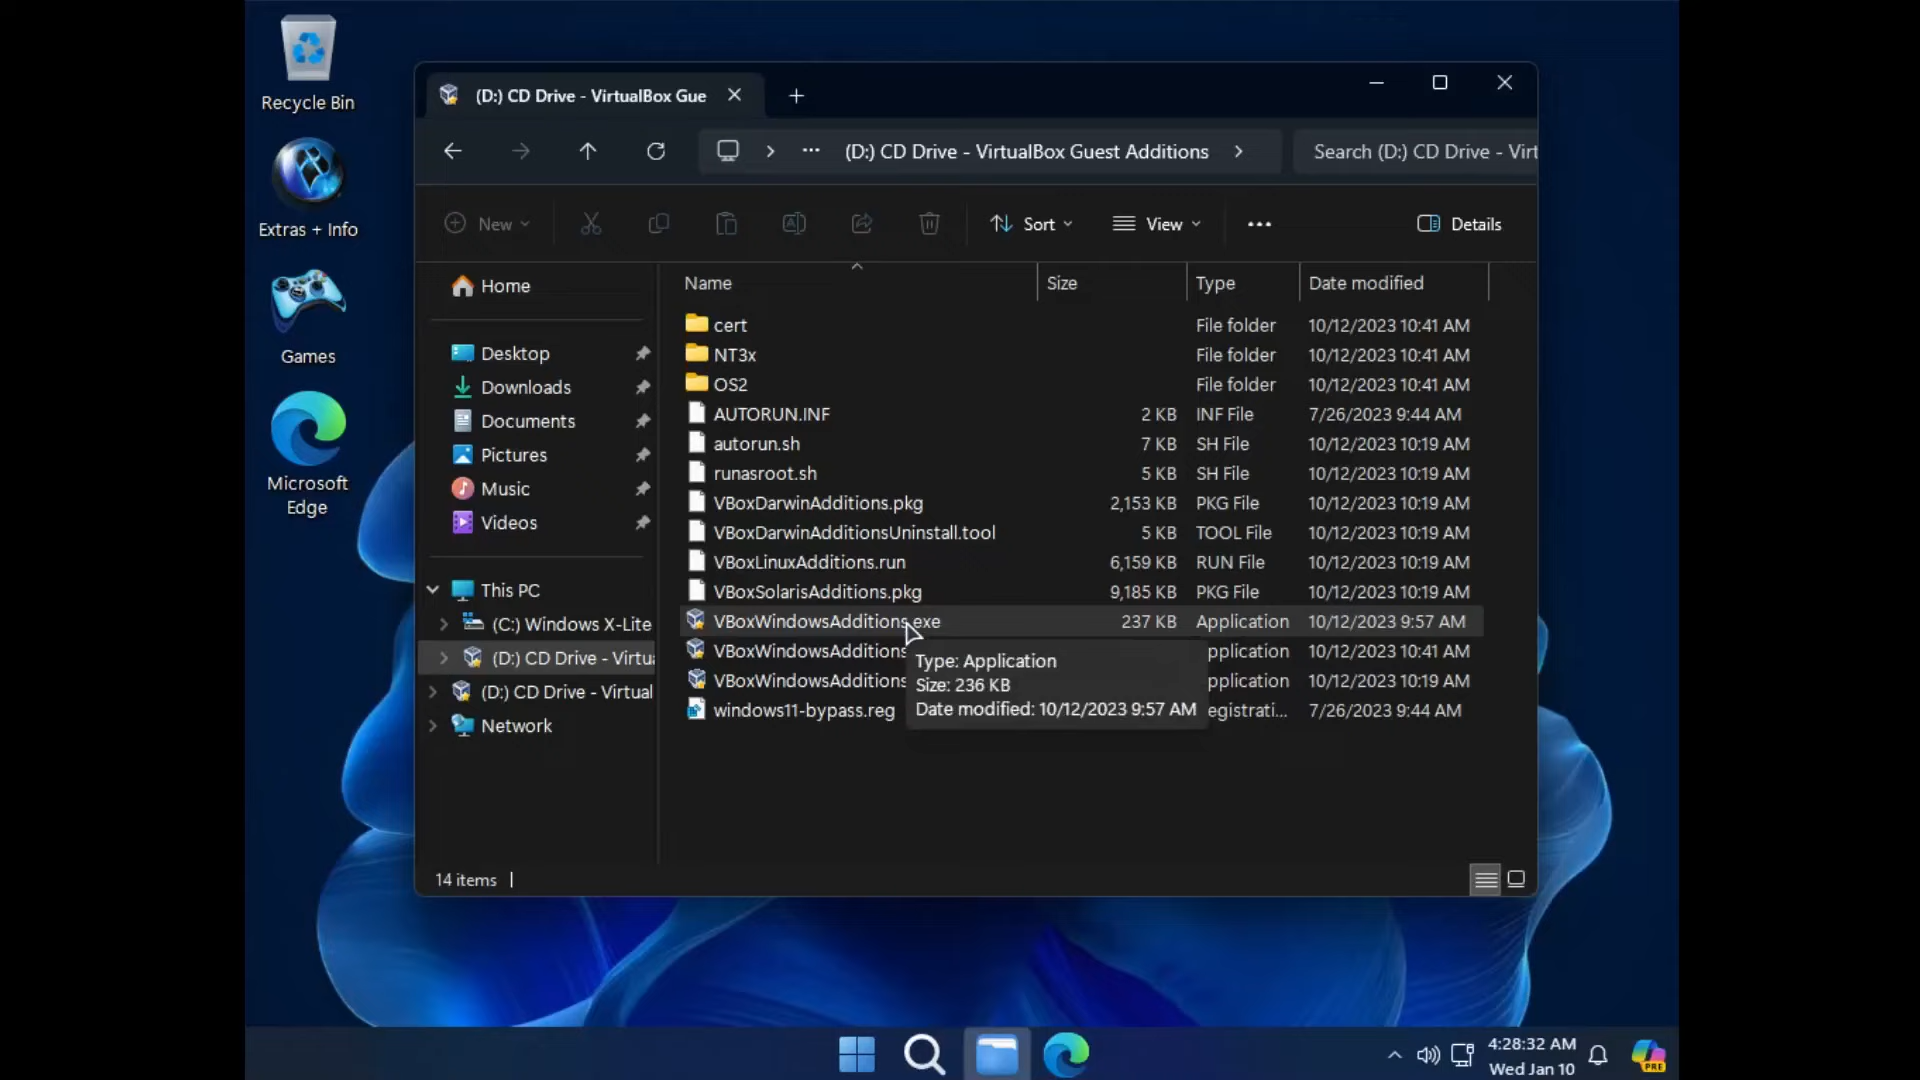 Recycle Bin
Extras + Info
Games
Microsoft
Edge
(D:) CD Drive - VirtualBox Gue
(D:) CD Drive - VirtualBox Guest Additions
Search (D:) CD Drive - Virt
New
Sort
View
Details
Home
Desktop
Downloads
Documents
Pictures
Music
Videos
This PC
(C:) Windows X-Lite
(D:) CD Drive - Virtu
(D:) CD Drive - Virtual
Network
Name Size Type Date modified
cert File folder 10/12/2023 10:41 AM
NT3x File folder 10/12/2023 10:41 AM
OS2 File folder 10/12/2023 10:41 AM
AUTORUN.INF 2 KB INF File 7/26/2023 9:44 AM
autorun.sh 7 KB SH File 10/12/2023 10:19 AM
runasroot.sh 5 KB SH File 10/12/2023 10:19 AM
VBoxDarwinAdditions.pkg 2,153 KB PKG File 10/12/2023 10:19 AM
VBoxDarwinAdditionsUninstall.tool 5 KB TOOL File 10/12/2023 10:19 AM
VBoxLinuxAdditions.run 6,159 KB RUN File 10/12/2023 10:19 AM
VBoxSolarisAdditions.pkg 9,185 KB PKG File 10/12/2023 10:19 AM
VBoxWindowsAdditions.exe 237 KB Application 10/12/2023 9:57 AM
VBoxWindowsAdditions pplication 10/12/2023 10:41 AM
VBoxWindowsAdditions pplication 10/12/2023 10:19 AM
windows11-bypass.reg egistrati... 7/26/2023 9:44 AM
Type: Application
Size: 236 KB
Date modified: 10/12/2023 9:57 AM
14 items
4:28:32 AM
Wed Jan 10
PRE